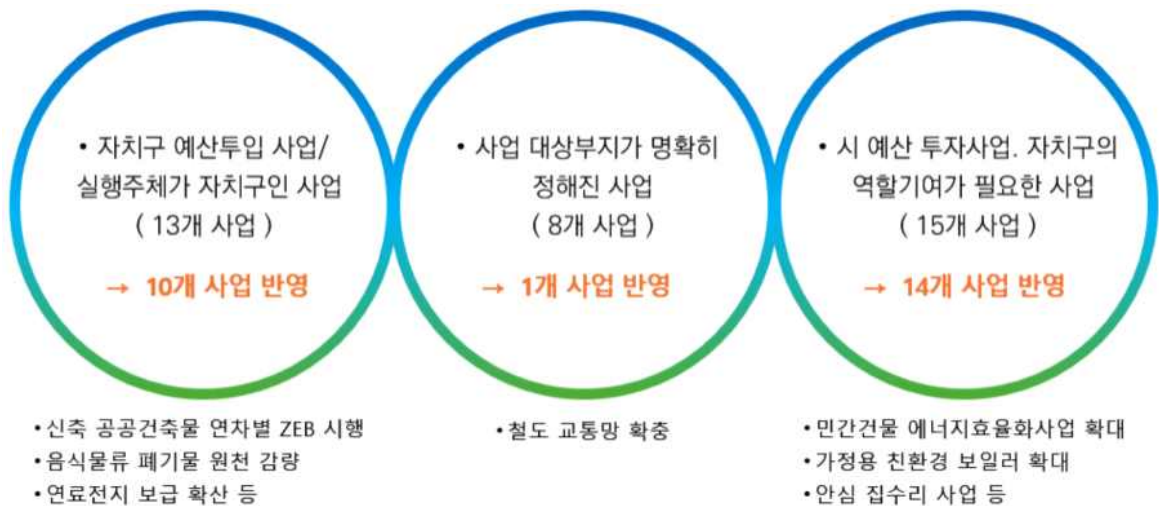 • 자치구 예산투입 사업/
실행주체가 자치구인 사업
( 13개 사업 )
→ 10개 사업 반영
• 사업 대상부지가 명확히
정해진 사업
( 8개 사업 )
→ 1개 사업 반영
• 시 예산 투자사업. 자치구의
역할기여가 필요한 사업
( 15개 사업 )
→ 14개 사업 반영
• 신축 공공건축물 연차별 ZEB 시행
• 음식물류 폐기물 원천 감량
• 연료전지 보급 확산 등
• 철도 교통망 확충
• 민간건물 에너지효율화사업 확대
• 가정용 친환경 보일러 확대
• 안심 집수리 사업 등